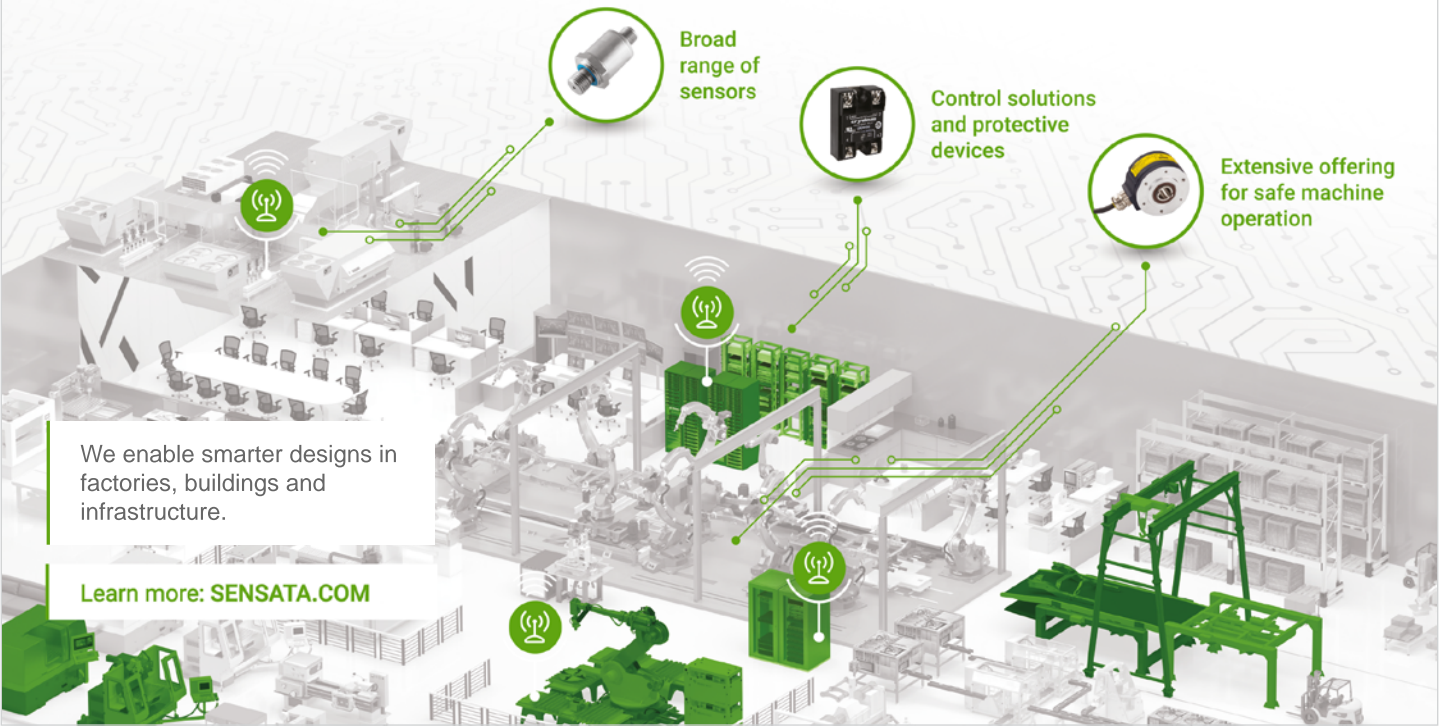 Broad
range of
sensors
Control solutions
and protective
devices
Extensive offering
for safe machine
operation
We enable smarter designs in
factories, buildings and
infrastructure.
Learn more: SENSATA.COM